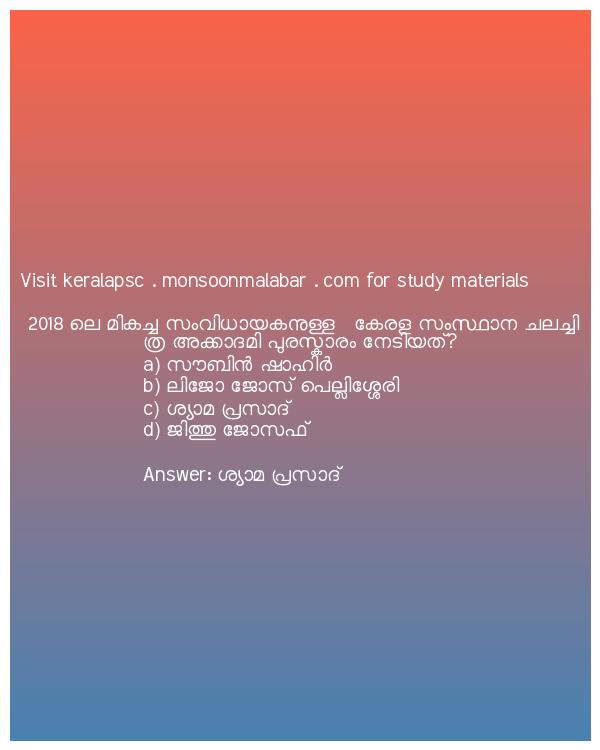 Visit keralapsc . monsoonmalabar . com for study materials
2018 ലെ മികച്ച സംവിധായകനുള്ള കേരള സംസ്ഥാന ചലച്ചി
ത്ര അക്കാദമി പുരസ്കാരം നേടിയത്?
a) സൗബിൻ ഷാഹിർ
b) ലിജോ ജോസ് പെല്ലിശ്ശേരി
c) ശ്യാമ പ്രസാദ്
d) ജിത്തു ജോസഫ്
Answer: ശ്യാമ പ്രസാദ്